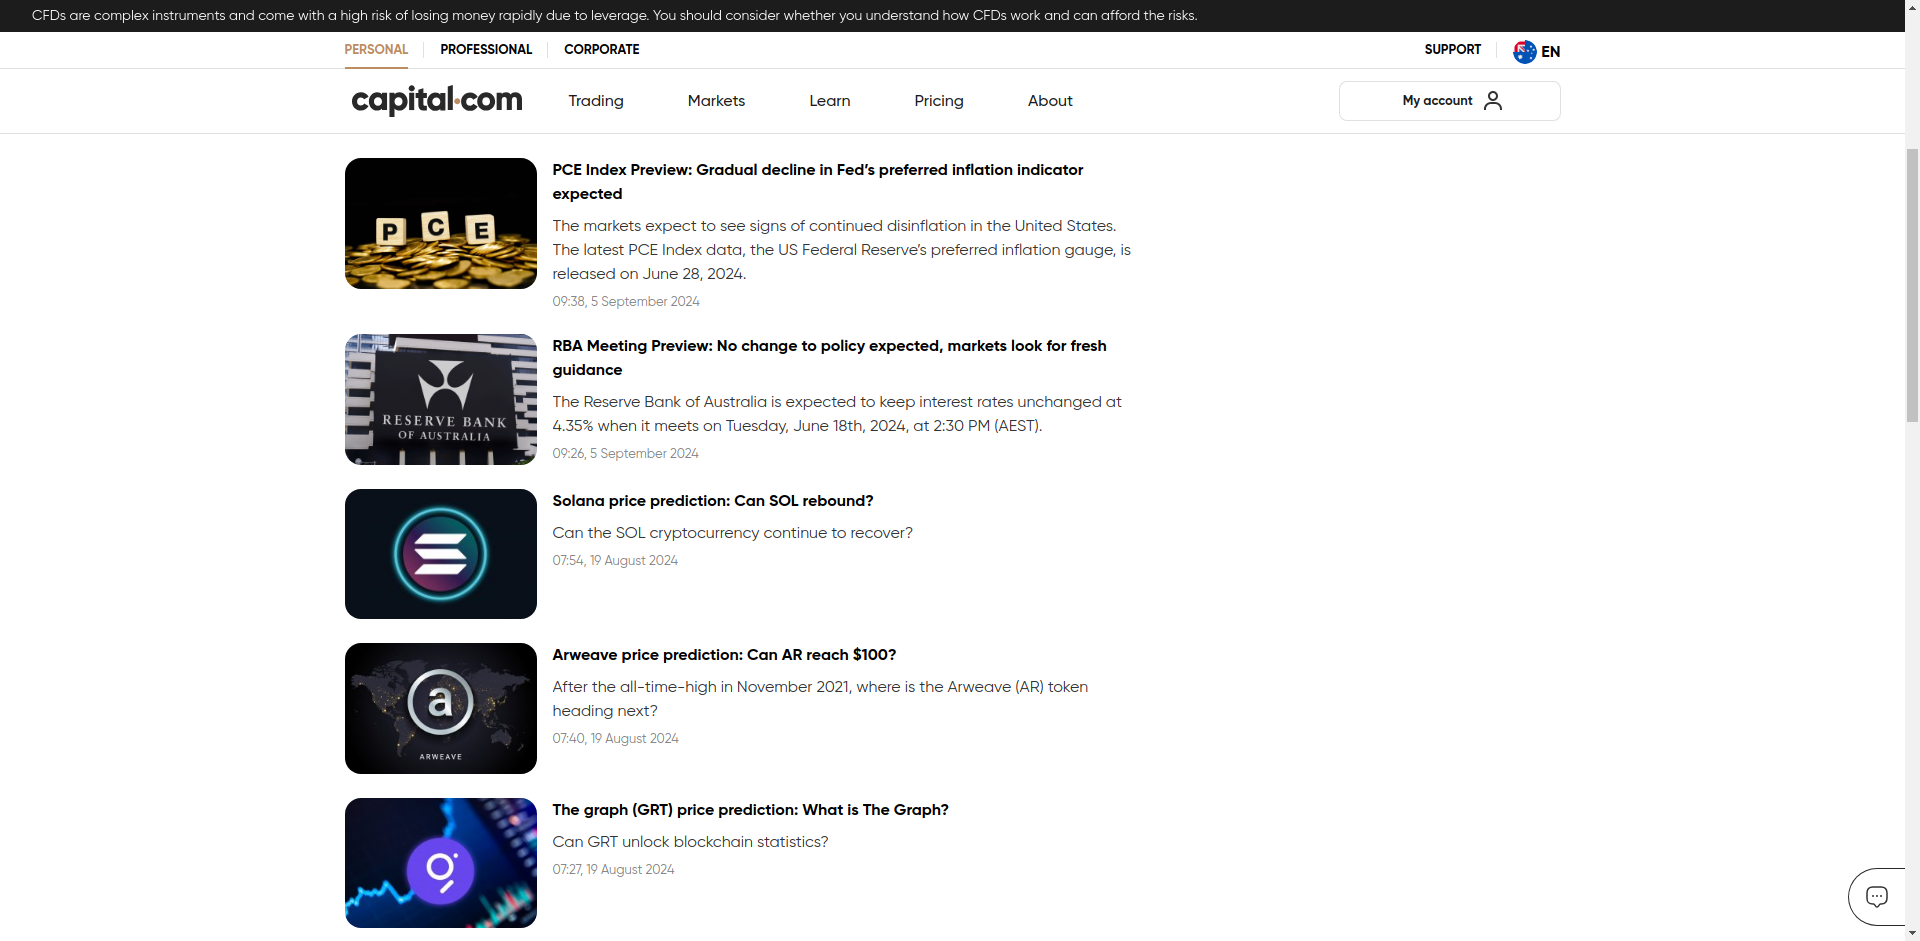 CFDs are complex instruments and come with a high risk of losing money rapidly due to leverage. You should consider whether you understand how CFDs work and can afford the risks.
PERSONAL
PROFESSIONAL
CORPORATE
SUPPORT
EN
capital.com
Trading
Markets
Learn
Pricing
About
My account
P C E
PCE Index Preview: Gradual decline in Fed’s preferred inflation indicator
expected
The markets expect to see signs of continued disinflation in the United States.
The latest PCE Index data, the US Federal Reserve’s preferred inflation gauge, is
released on June 28, 2024.
09:38, 5 September 2024
RESERVE BANK
OF AUSTRALIA
RBA Meeting Preview: No change to policy expected, markets look for fresh
guidance
The Reserve Bank of Australia is expected to keep interest rates unchanged at
4.35% when it meets on Tuesday, June 18th, 2024, at 2:30 PM (AEST).
09:26, 5 September 2024
Solana price prediction: Can SOL rebound?
Can the SOL cryptocurrency continue to recover?
07:54, 19 August 2024
a
ARWEAVE
Arweave price prediction: Can AR reach $100?
After the all-time-high in November 2021, where is the Arweave (AR) token
heading next?
07:40, 19 August 2024
The graph (GRT) price prediction: What is The Graph?
Can GRT unlock blockchain statistics?
07:27, 19 August 2024